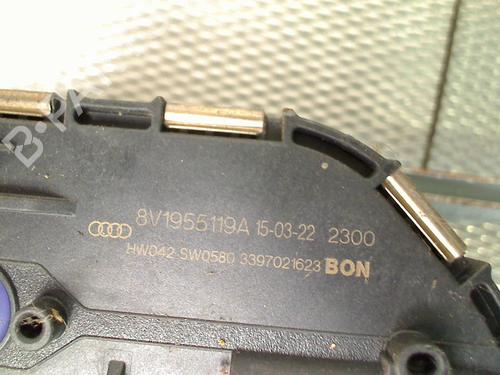 8V1955119A 15-03-22 2300
HW042 SW0580 3397021623 BON